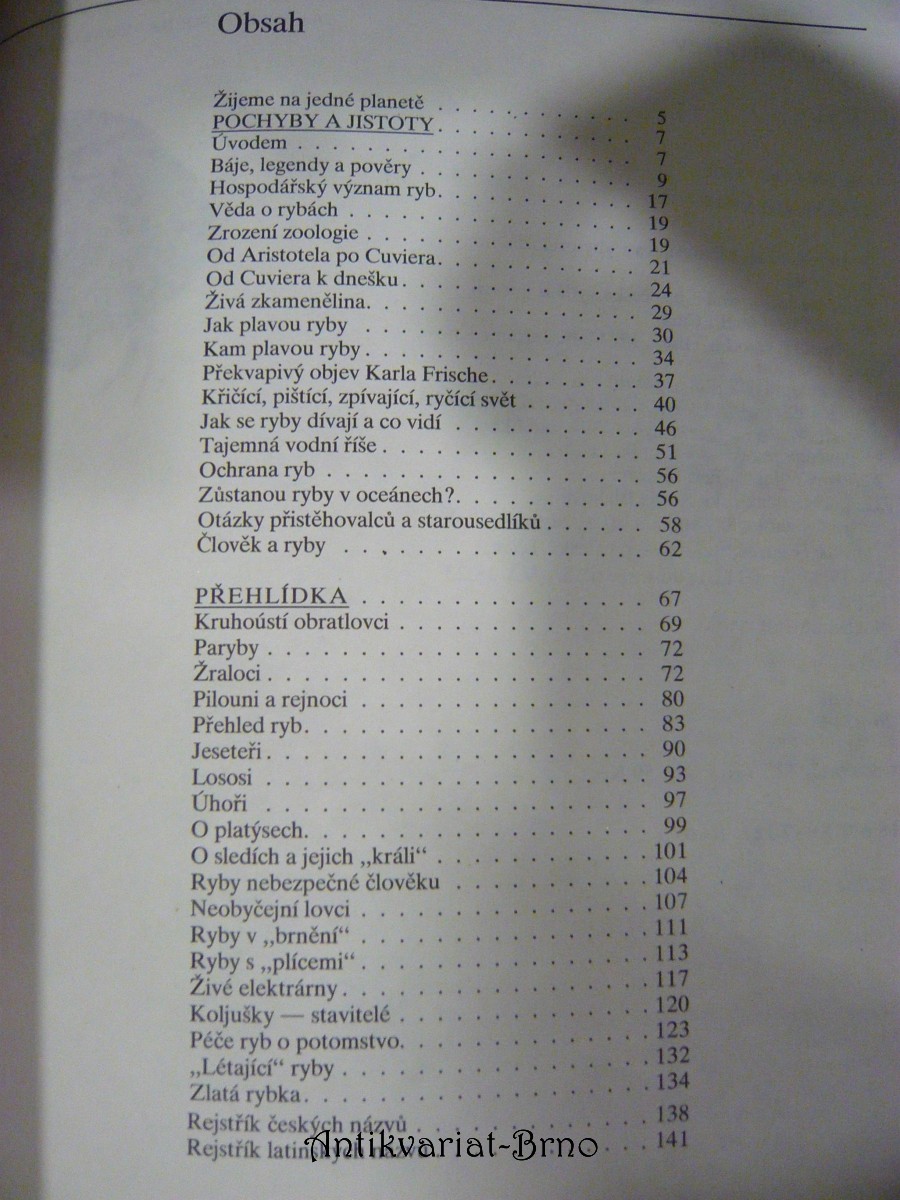 Obsah
Žijeme na jedné planetě . . . . . . . . . . . . . 5
POCHYBY A JISTOTY. . . . . . . . . . . . . 7
Úvodem . . . . . . . . . . . . . . . . . . . . . 7
Báje, legendy a pověry . . . . . . . . . . . . . 9
Hospodářský význam ryb. . . . . . . . . . . . . 17
Věda o rybách . . . . . . . . . . . . . . . . . 19
Zrození zoologie . . . . . . . . . . . . . . . . 19
Od Aristotela po Cuviera. . . . . . . . . . . . . 21
Od Cuviera k dnešku. . . . . . . . . . . . . . . 24
Živá zkamenělina. . . . . . . . . . . . . . . . 29
Jak plavou ryby . . . . . . . . . . . . . . . . 30
Kam plavou ryby . . . . . . . . . . . . . . . . 34
Překvapivý objev Karla Frische. . . . . . . . . . 37
Křičící, pištící, zpívající, ryčící svět . . . . . . . . 40
Jak se ryby dívají a co vidí . . . . . . . . . . . 46
Tajemná vodní říše . . . . . . . . . . . . . . . 51
Ochrana ryb . . . . . . . . . . . . . . . . . . 56
Zůstanou ryby v oceánech?. . . . . . . . . . . . 56
Otázky přistěhovalců a starousedlíků . . . . . . . 58
Člověk a ryby . . . . . . . . . . . . . . . . . 62
PŘEHLÍDKA . . . . . . . . . . . . . . . . 67
Kruhoústí obratlovci . . . . . . . . . . . . . . . 69
Paryby . . . . . . . . . . . . . . . . . . . . . 72
Žraloci . . . . . . . . . . . . . . . . . . . . . 72
Pilouni a rejnoci . . . . . . . . . . . . . . . . 80
Přehled ryb. . . . . . . . . . . . . . . . . . . 83
Jeseteři . . . . . . . . . . . . . . . . . . . . . 90
Lososi . . . . . . . . . . . . . . . . . . . . . 93
Úhoři . . . . . . . . . . . . . . . . . . . . . 97
O platýsech. . . . . . . . . . . . . . . . . . . 99
O sledích a jejich „králi“ . . . . . . . . . . . . 101
Ryby nebezpečné člověku . . . . . . . . . . . 104
Neobyčejní lovci . . . . . . . . . . . . . . . . 107
Ryby v „brnění“ . . . . . . . . . . . . . . . . 111
Ryby s „plícemi“ . . . . . . . . . . . . . . . . 113
Živé elektrárny . . . . . . . . . . . . . . . . . 117
Koljušky — stavitelé . . . . . . . . . . . . . . 120
Péče ryb o potomstvo. . . . . . . . . . . . . . 123
„Létající“ ryby . . . . . . . . . . . . . . . . . 132
Zlatá rybka. . . . . . . . . . . . . . . . . . . 134
Rejstřík českých názvů . . . . . . . . . . . . . 138
Rejstřík latinských názvů . . . . . . . . . . . . 141
Antikvariat-Brno